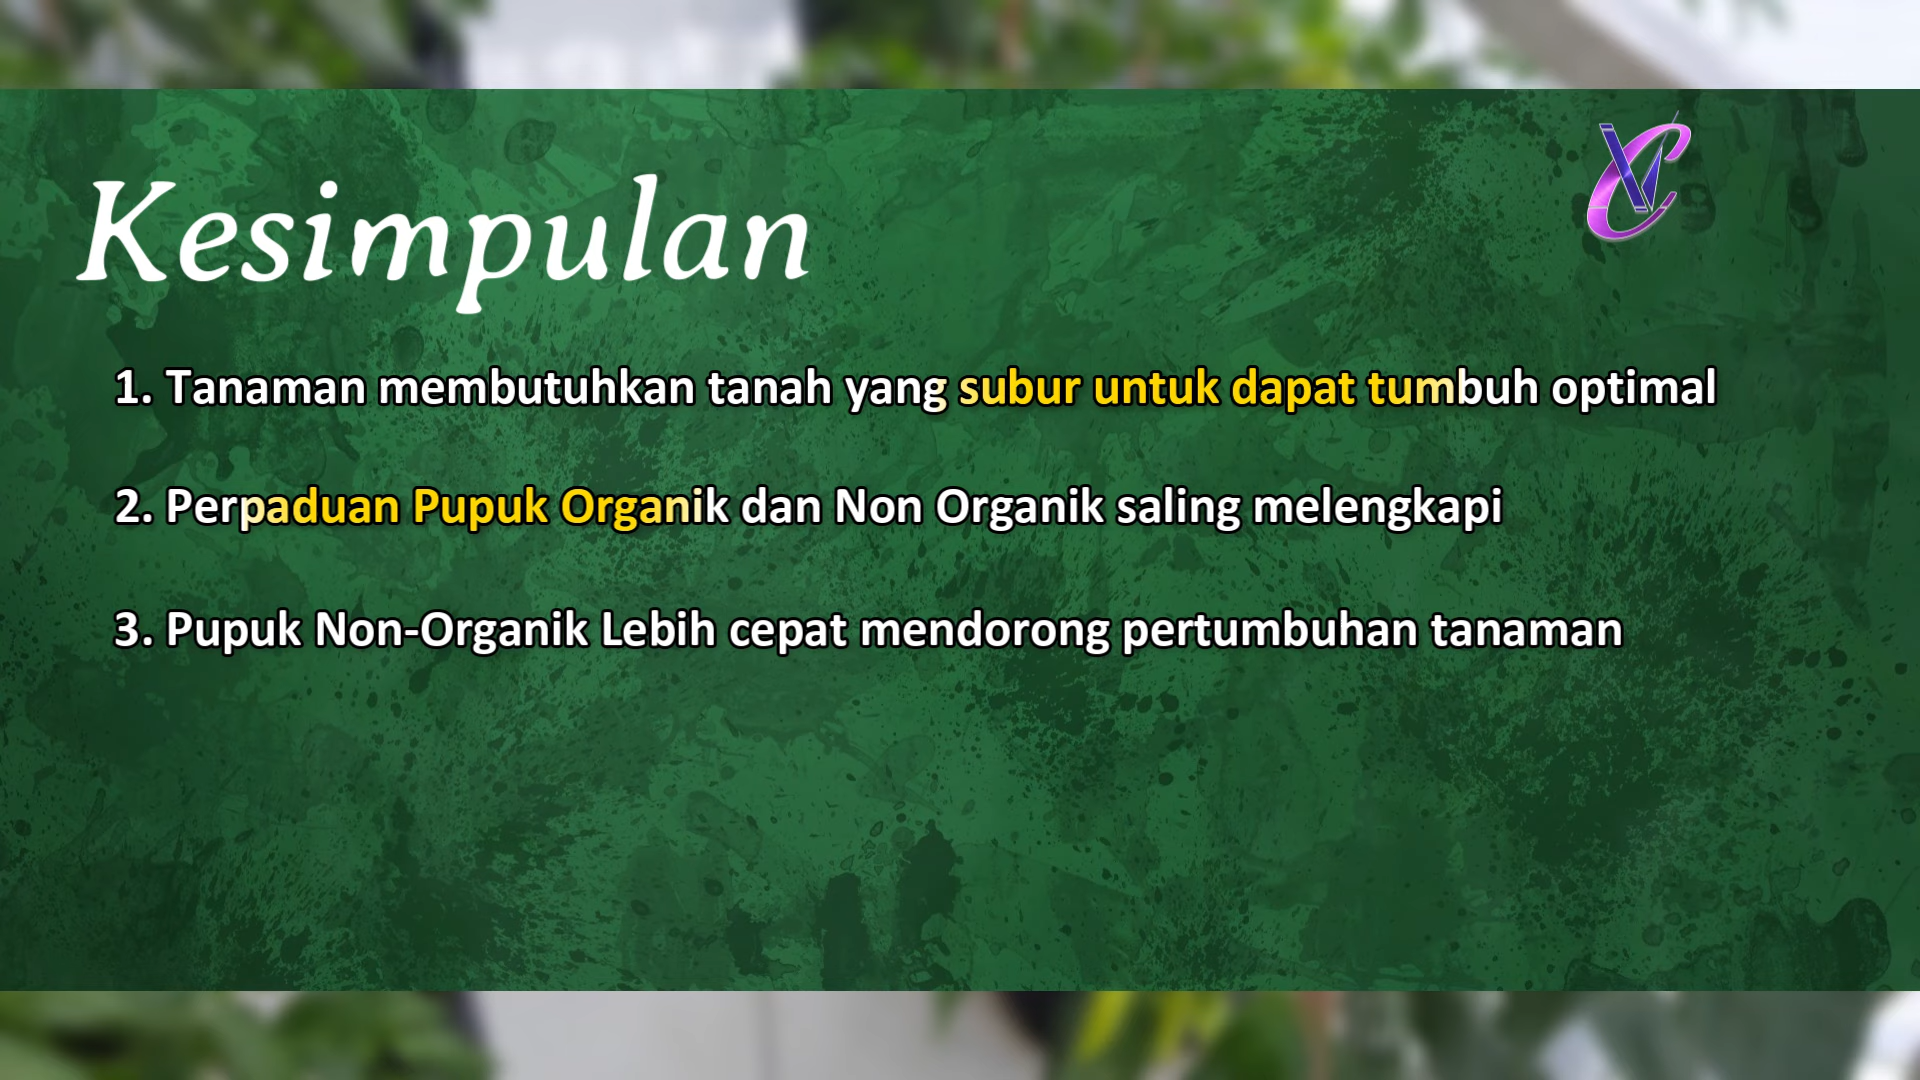 Kesimpulan
1. Tanaman membutuhkan tanah yang subur untuk dapat tumbuh optimal
2. Perpaduan Pupuk Organik dan Non Organik saling melengkapi
3. Pupuk Non-Organik Lebih cepat mendorong pertumbuhan tanaman